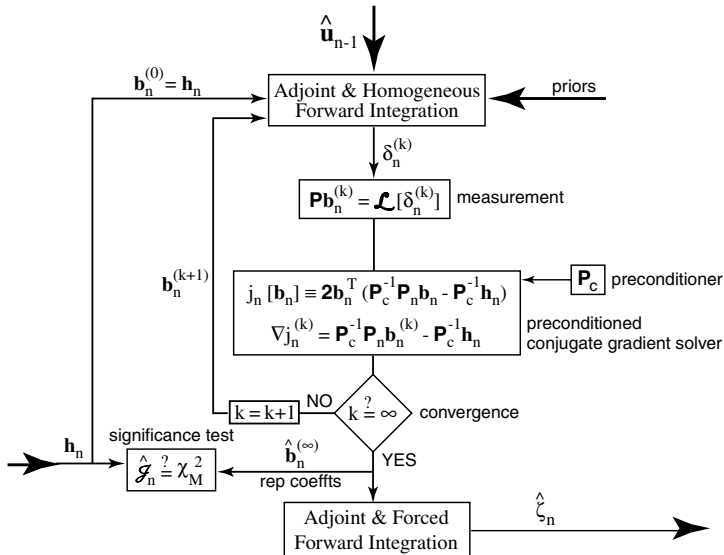 û_{n-1}
b_n^{(0)} = h_n
Adjoint & Homogeneous
Forward Integration
priors
δ_n^{(k)}
Pb_n^{(k)} = ℒ[δ_n^{(k)}]
measurement
b_n^{(k+1)}
P_c
preconditioner
j_n [b_n] ≡ 2b_n^T (P_c^{-1}P_n b_n - P_c^{-1}h_n)
∇j_n^{(k)} = P_c^{-1}P_n b_n^{(k)} - P_c^{-1}h_n
preconditioned
conjugate gradient solver
k = k+1
NO
k ≟ ∞
convergence
significance test
h_n
𝒥̂_n ≟ χ_M^2
b̂_n^{(∞)}
rep coeffts
YES
Adjoint & Forced
Forward Integration
ζ̂_n